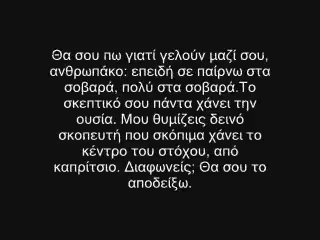 Θα σου πω γιατί γελούν μαζί σου,
ανθρωπάκο: επειδή σε παίρνω στα
σοβαρά, πολύ στα σοβαρά.Το
σκεπτικό σου πάντα χάνει την
ουσία. Μου θυμίζεις δεινό
σκοπευτή που σκόπιμα χάνει το
κέντρο του στόχου, από
καπρίτσιο. Διαφωνείς; Θα σου το
αποδείξω.